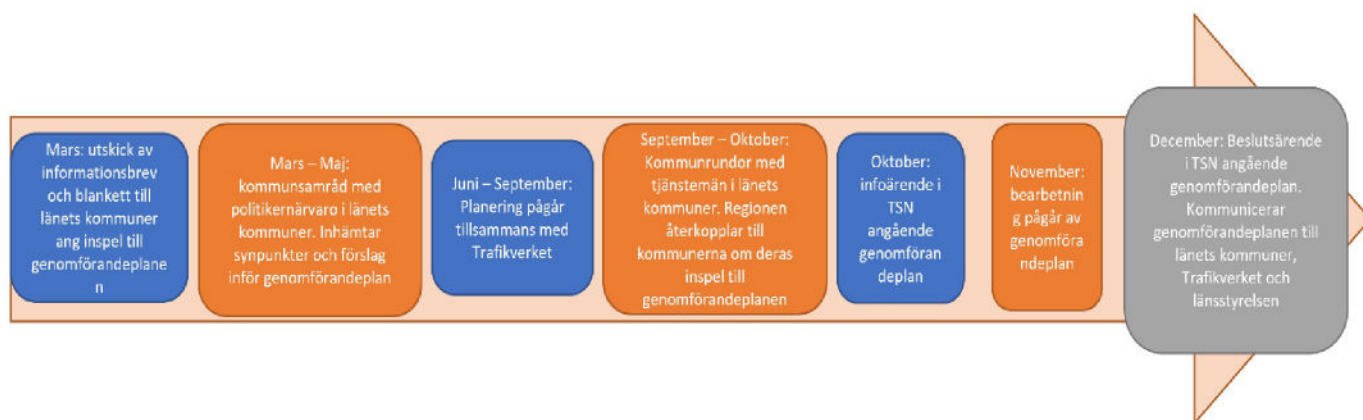 Mars: utskick av
informationsbrev
och blankett till
länets kommuner
ang inspel till
genomförandeplane
n
Mars – Maj:
kommunsamråd med
politikernärvaro i länets
kommuner. Inhämtar
synpunkter och förslag
inför genomförandeplan
Juni – September:
Planering pågår
tillsammans med
Trafikverket
September – Oktober:
Kommunrundor med
tjänstemän i länets
kommuner. Regionen
återkopplar till
kommunerna om deras
inspel till
genomförandeplanen
Oktober:
infoärende i
TSN
angående
genomföran
deplan
November:
bearbetnin
g pågår av
genomföra
ndeplan
December: Beslutsärende
i TSN angående
genomförandeplan.
Kommunicerar
genomförandeplanen till
länets kommuner,
Trafikverket och
länsstyrelsen